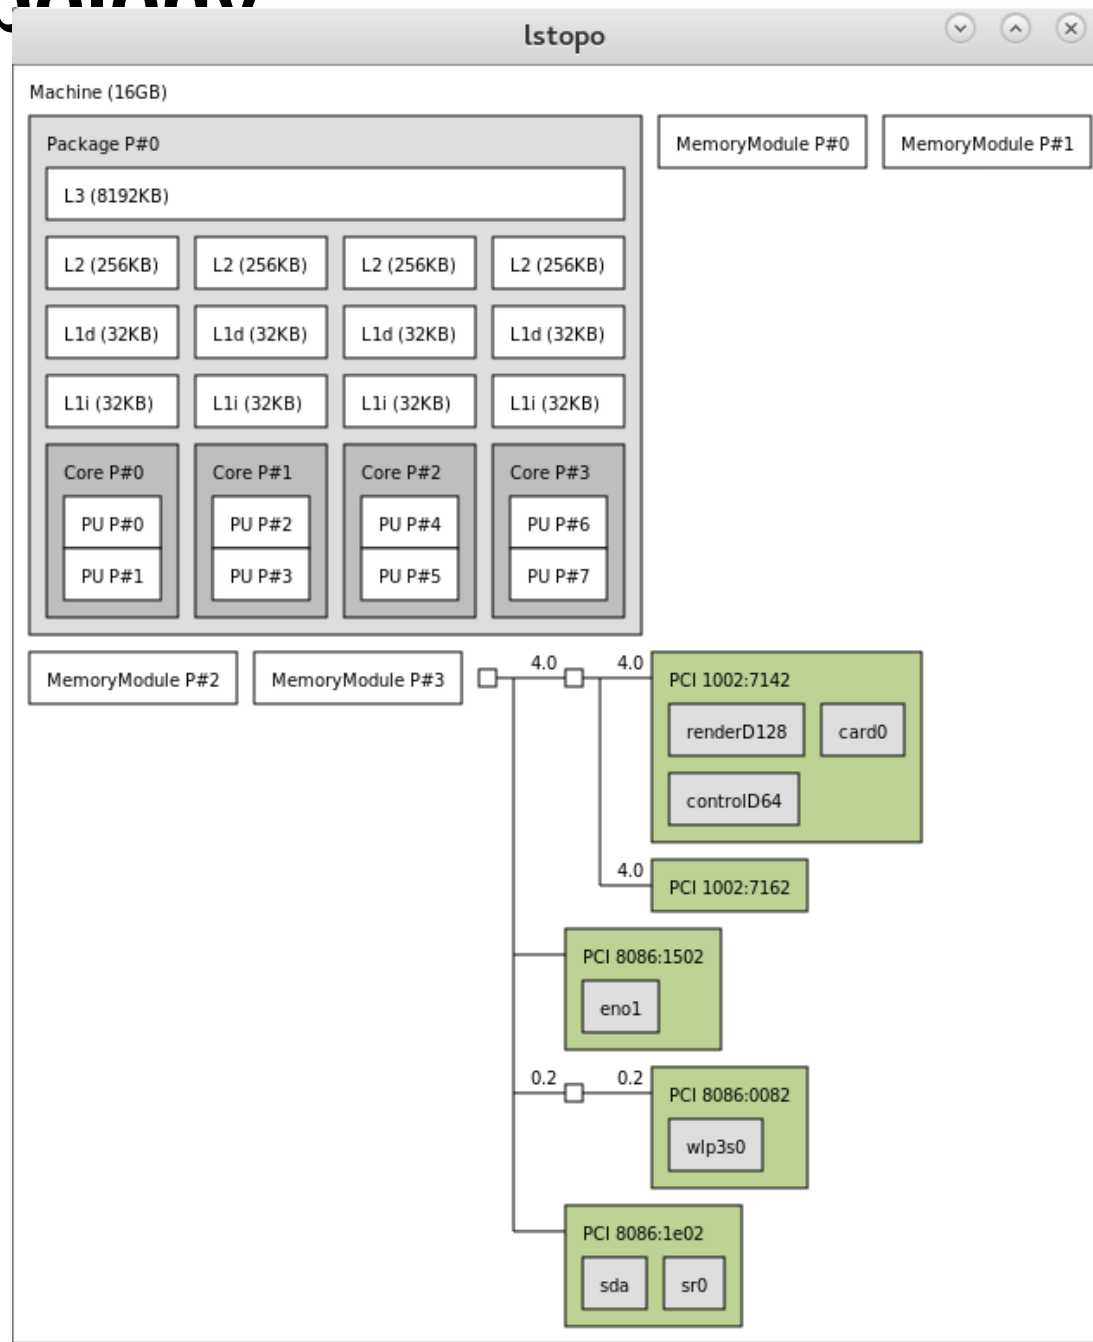 lstopo
Machine (16GB)
Package P#0
MemoryModule P#0
MemoryModule P#1
L3 (8192KB)
L2 (256KB) L2 (256KB) L2 (256KB) L2 (256KB)
L1d (32KB) L1d (32KB) L1d (32KB) L1d (32KB)
L1i (32KB) L1i (32KB) L1i (32KB) L1i (32KB)
Core P#0 Core P#1 Core P#2 Core P#3
PU P#0 PU P#2 PU P#4 PU P#6
PU P#1 PU P#3 PU P#5 PU P#7
MemoryModule P#2
MemoryModule P#3
4.0 4.0
PCI 1002:7142
renderD128 card0
controlD64
4.0
PCI 1002:7162
PCI 8086:1502
eno1
0.2 0.2
PCI 8086:0082
wlp3s0
PCI 8086:1e02
sda sr0